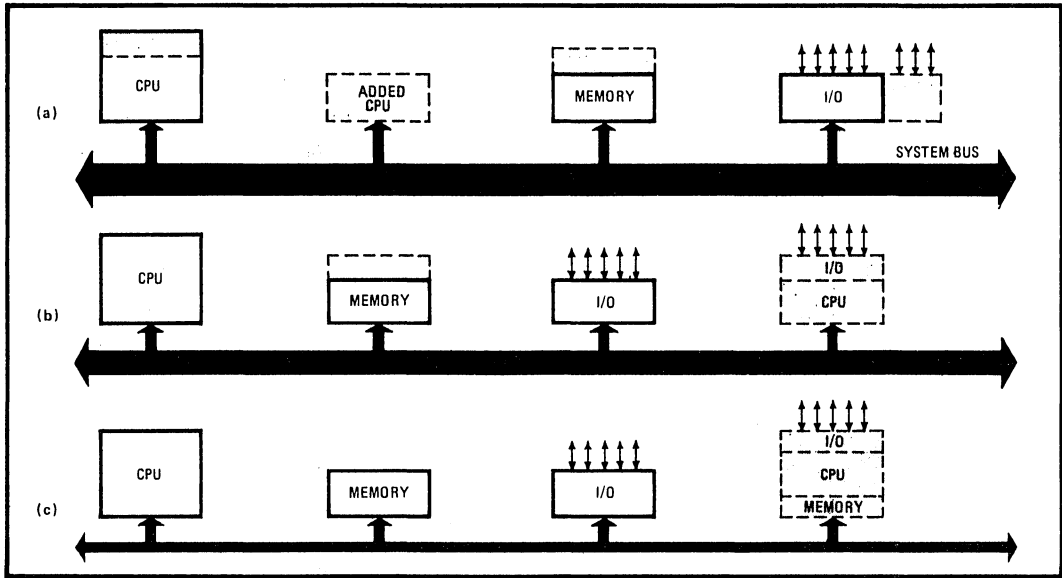 (a)
CPU
ADDED
CPU
MEMORY
I/O
SYSTEM BUS
(b)
CPU
MEMORY
I/O
I/O
CPU
(c)
CPU
MEMORY
I/O
I/O
CPU
MEMORY